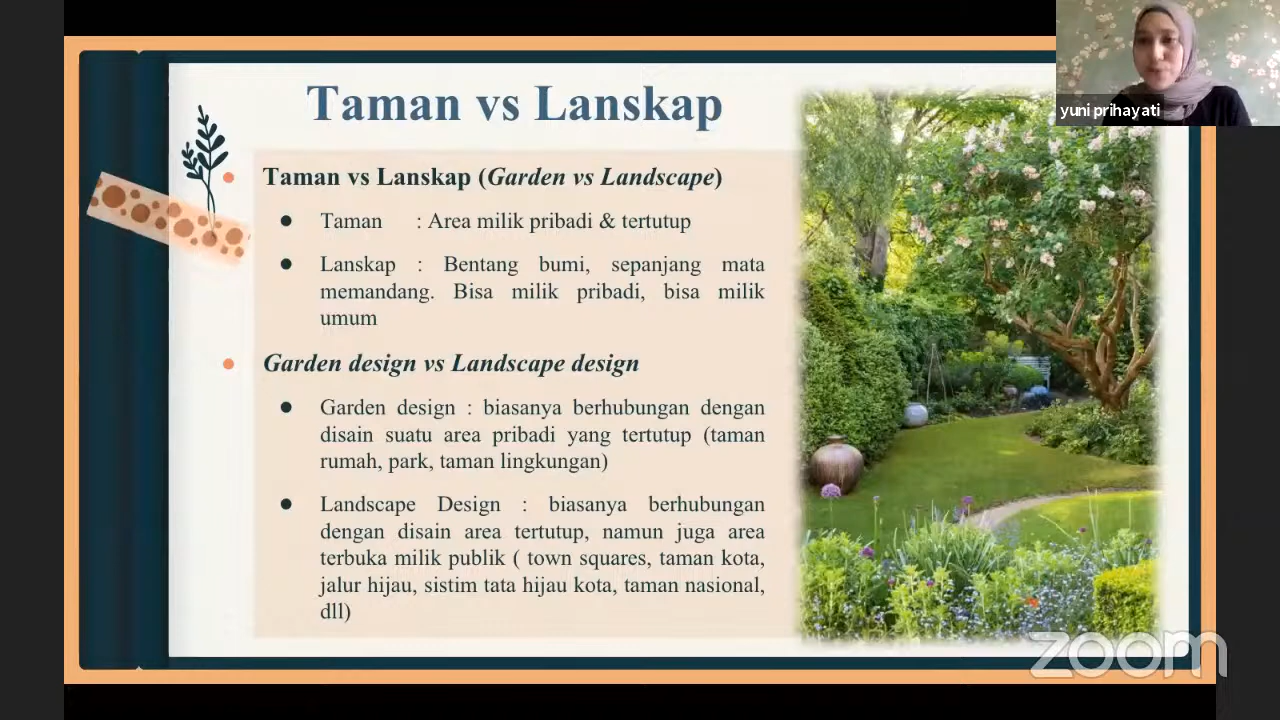 Taman vs Lanskap
yuni prihayati
Taman vs Lanskap (Garden vs Landscape)
● Taman : Area milik pribadi & tertutup
● Lanskap : Bentang bumi, sepanjang mata
memandang. Bisa milik pribadi, bisa milik
umum
Garden design vs Landscape design
● Garden design : biasanya berhubungan dengan
disain suatu area pribadi yang tertutup (taman
rumah, park, taman lingkungan)
● Landscape Design : biasanya berhubungan
dengan disain area tertutup, namun juga area
terbuka milik publik ( town squares, taman kota,
jalur hijau, sistim tata hijau kota, taman nasional,
dll)
zoom